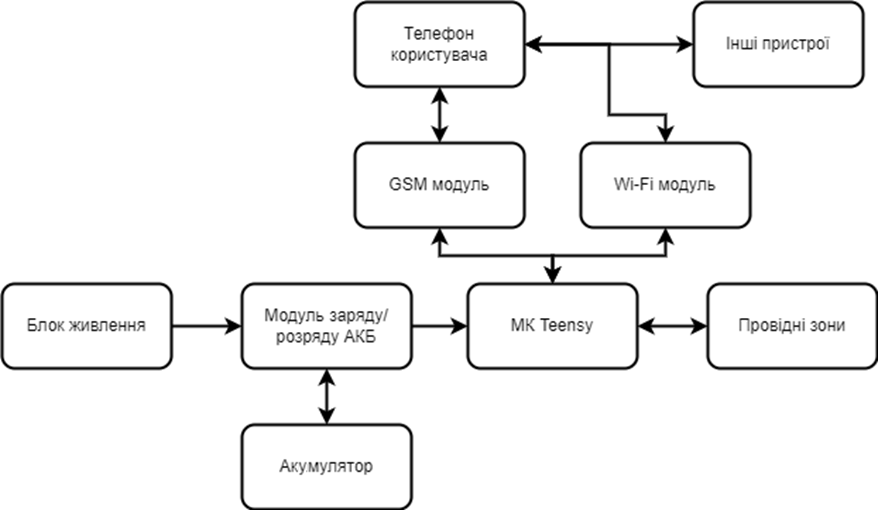 Телефон
користувача
Інші пристрої
GSM модуль
Wi-Fi модуль
Блок живлення
Модуль заряду/
розряду АКБ
МК Teensy
Провідні зони
Акумулятор